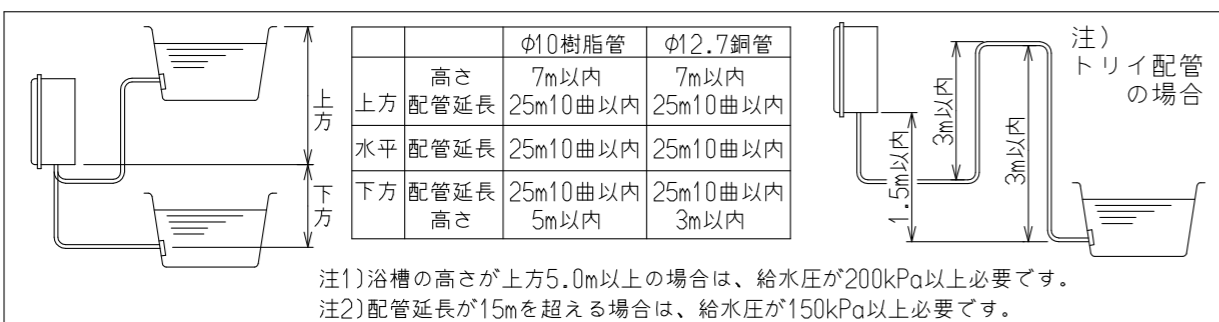 上方
下方
φ10樹脂管 φ12.7銅管
上方 高さ 7m以内 7m以内
配管延長 25m10曲以内 25m10曲以内
水平 配管延長 25m10曲以内 25m10曲以内
下方 配管延長 25m10曲以内 25m10曲以内
高さ 5m以内 3m以内
注)
トリイ配管
の場合
3m以内
3m以内
1.5m以内
注1)浴槽の高さが上方5.0m以上の場合は、給水圧が200kPa以上必要です。
注2)配管延長が15mを超える場合は、給水圧が150kPa以上必要です。